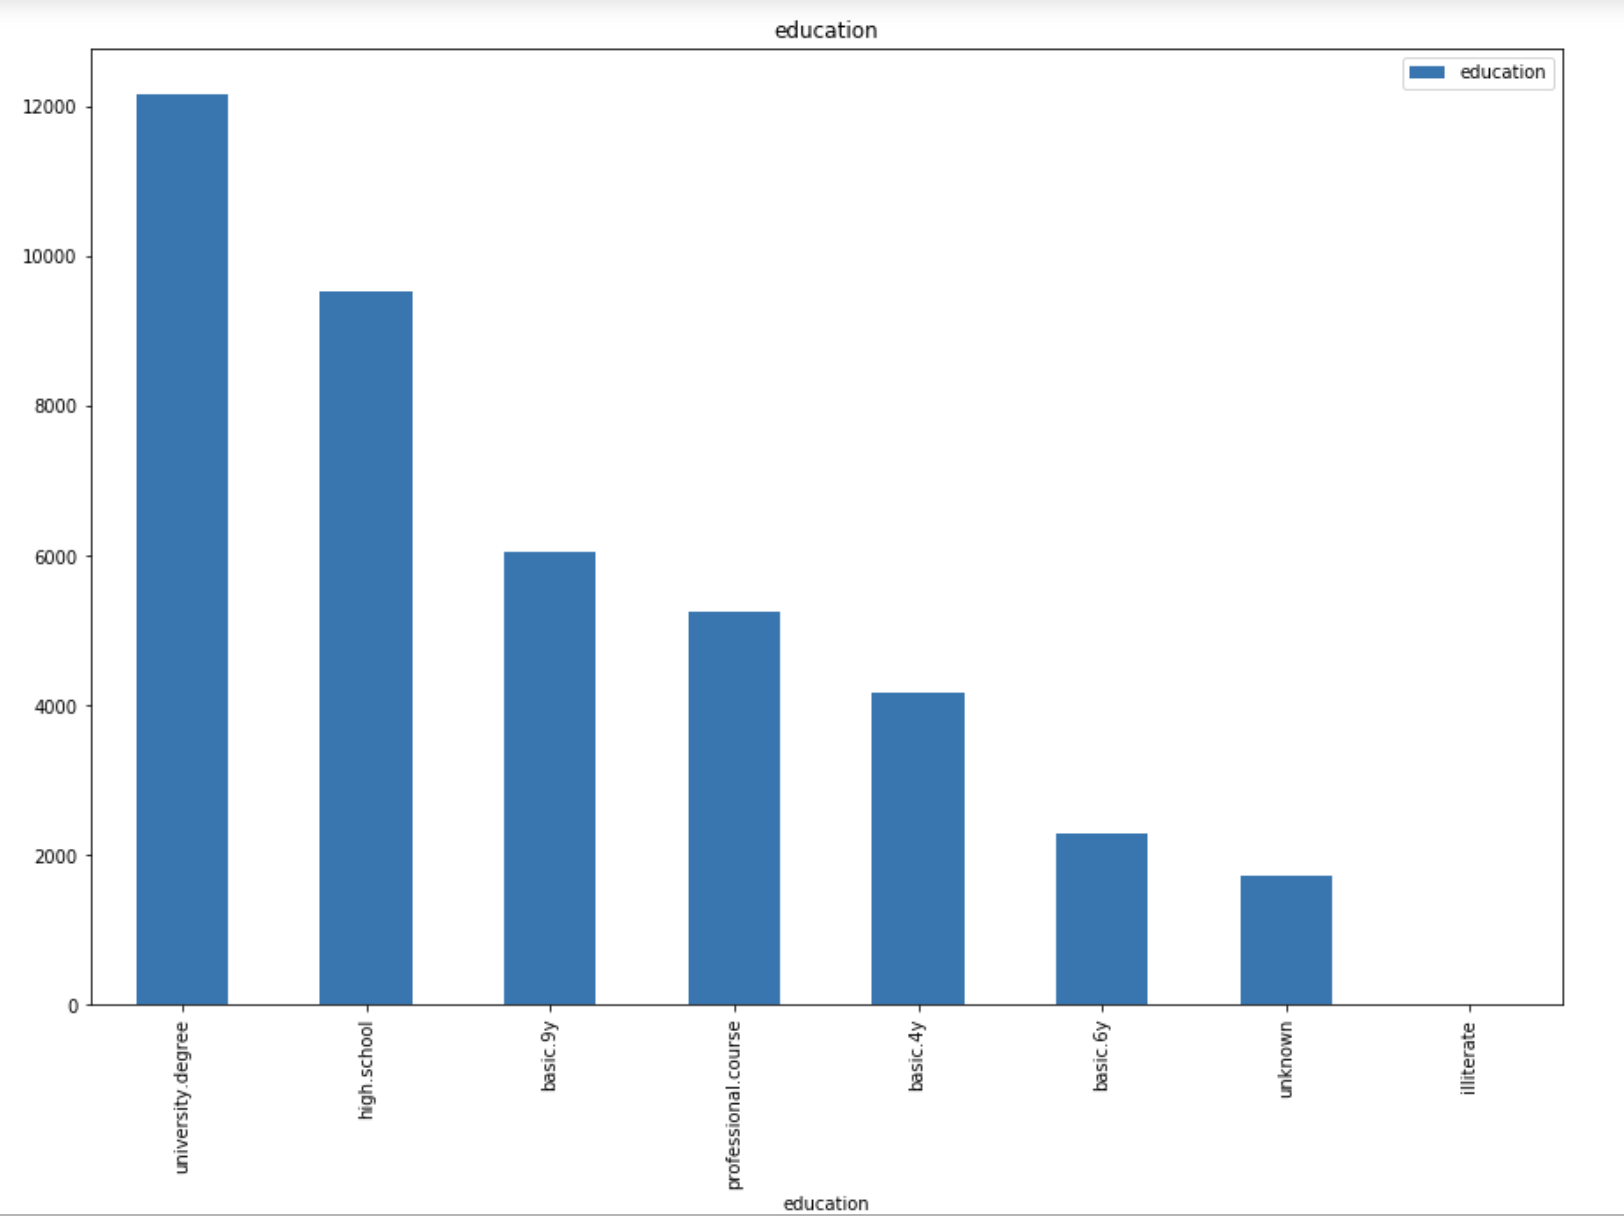 education
education
12000
10000
8000
6000
4000
2000
0
university.degree
high.school
basic.9y
professional.course
basic.4y
basic.6y
unknown
illiterate
education